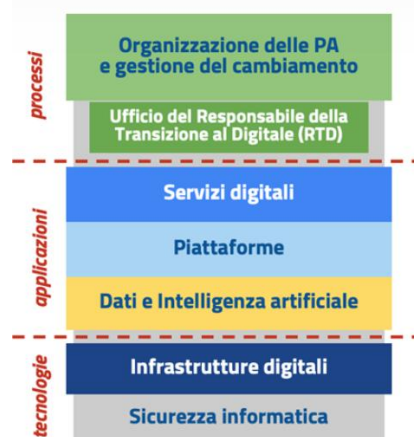 processi
Organizzazione delle PA
e gestione del cambiamento
Ufficio del Responsabile della
Transizione al Digitale (RTD)
applicazioni
Servizi digitali
Piattaforme
Dati e Intelligenza artificiale
tecnologie
Infrastrutture digitali
Sicurezza informatica